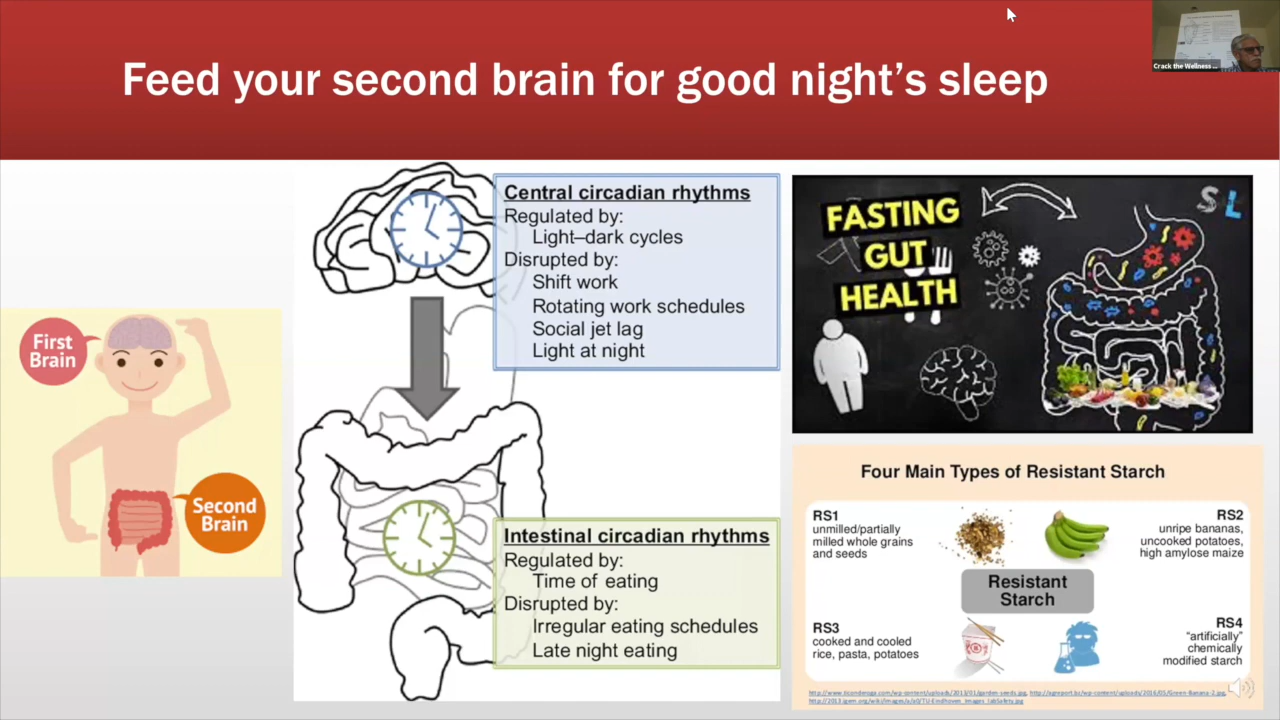 Feed your second brain for good night’s sleep
Crack the Wellness ...
First
Brain
Second
Brain
Central circadian rhythms
Regulated by:
Light–dark cycles
Disrupted by:
Shift work
Rotating work schedules
Social jet lag
Light at night
Intestinal circadian rhythms
Regulated by:
Time of eating
Disrupted by:
Irregular eating schedules
Late night eating
FASTING
GUT
HEALTH
SL
Four Main Types of Resistant Starch
RS1
unmilled/partially
milled whole grains
and seeds
RS2
unripe bananas,
uncooked potatoes,
high amylose maize
Resistant
Starch
RS3
cooked and cooled
rice, pasta, potatoes
RS4
“artificially”
chemically
modified starch